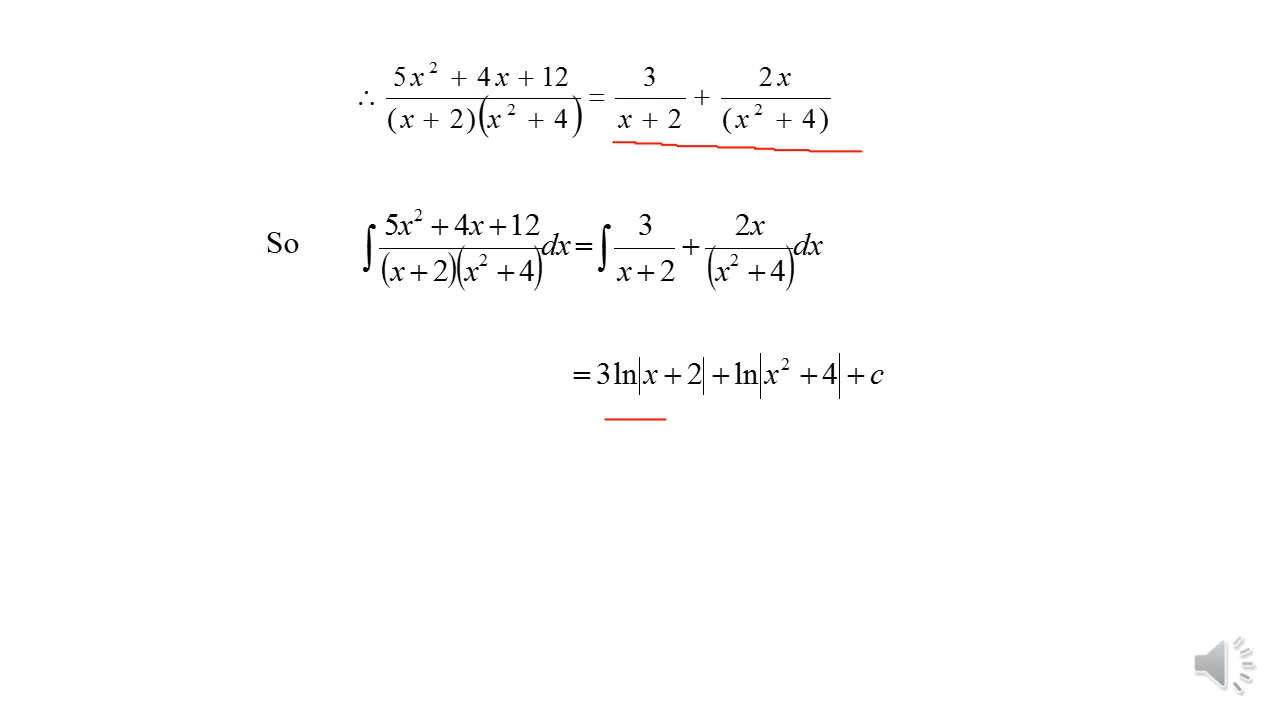 ∴ (5x² + 4x + 12)/((x + 2)(x² + 4)) = 3/(x + 2) + 2x/(x² + 4)
So ∫ (5x² + 4x + 12)/((x + 2)(x² + 4)) dx = ∫ 3/(x + 2) + 2x/(x² + 4) dx
= 3ln|x + 2| + ln|x² + 4| + c